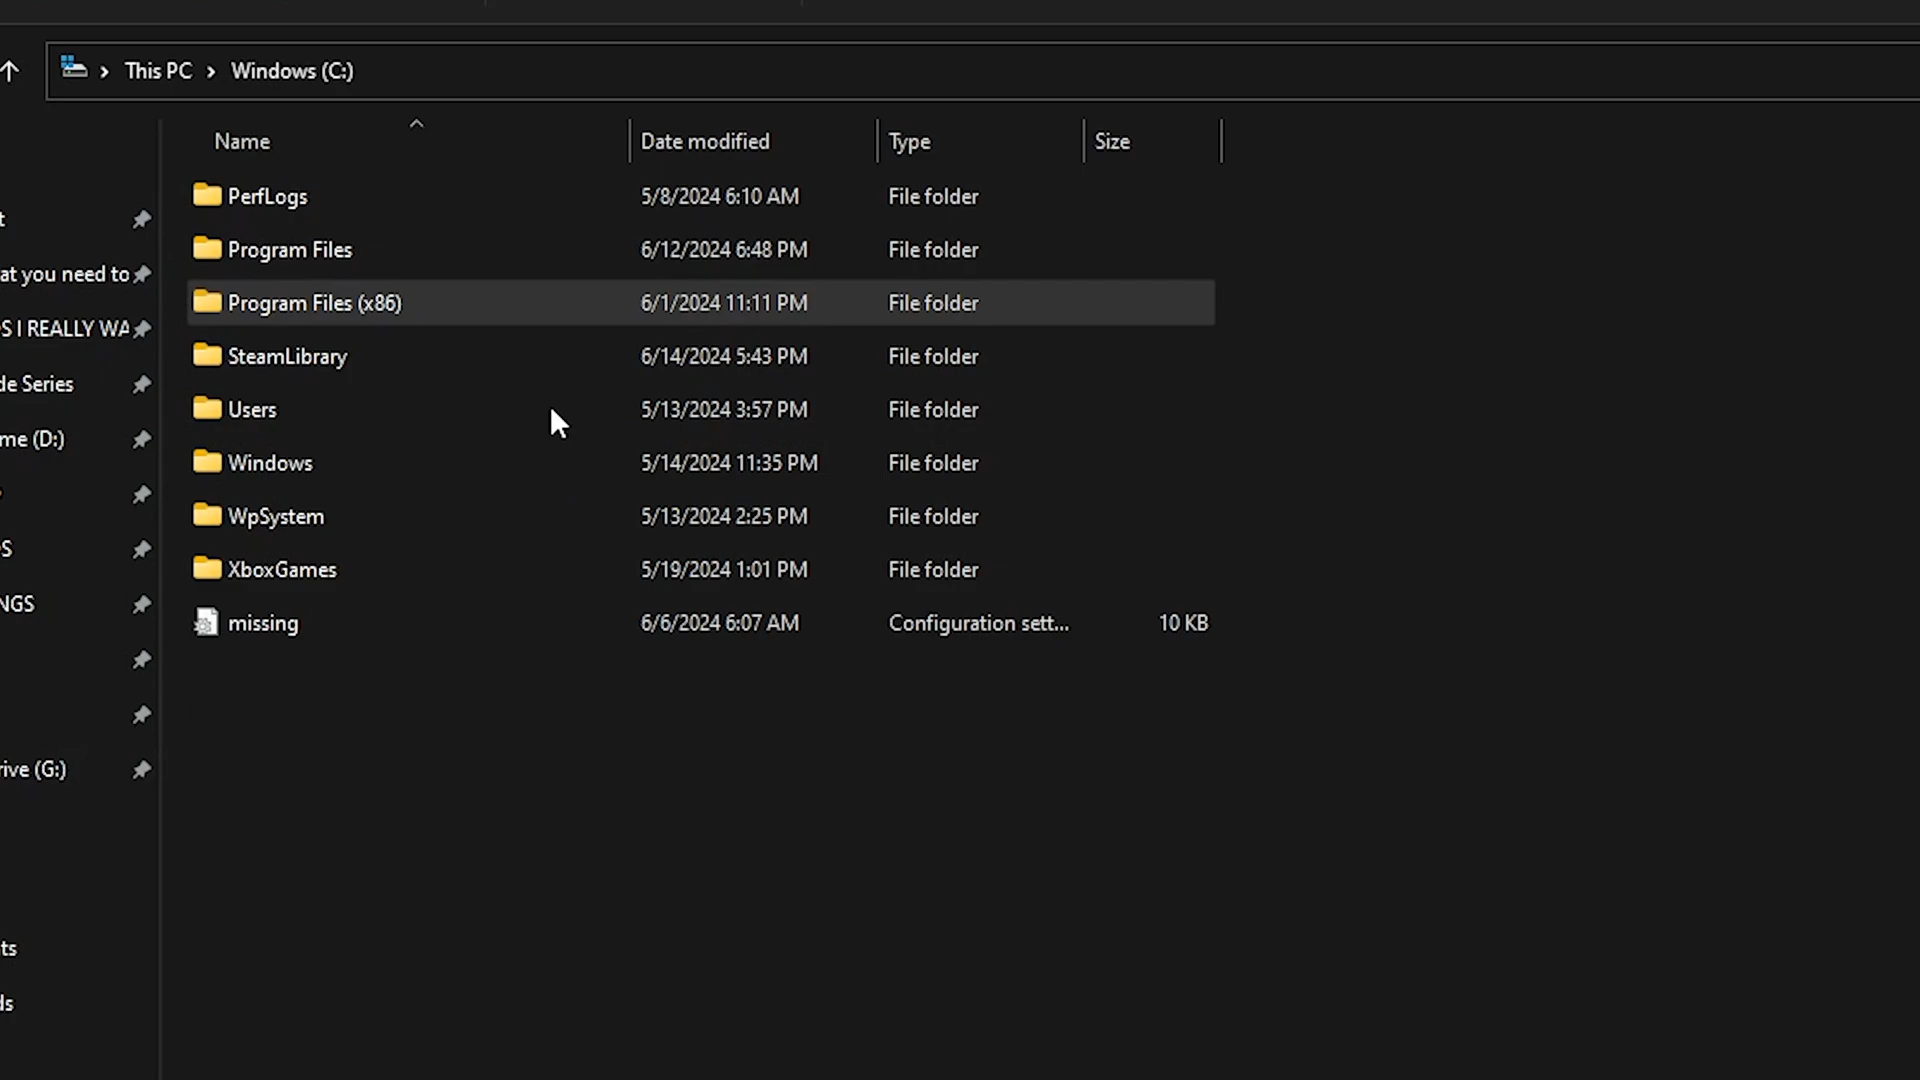 This PC > Windows (C:)
Name Date modified Type Size
PerfLogs 5/8/2024 6:10 AM File folder
Program Files 6/12/2024 6:48 PM File folder
Program Files (x86) 6/1/2024 11:11 PM File folder
SteamLibrary 6/14/2024 5:43 PM File folder
Users 5/13/2024 3:57 PM File folder
Windows 5/14/2024 11:35 PM File folder
WpSystem 5/13/2024 2:25 PM File folder
XboxGames 5/19/2024 1:01 PM File folder
missing 6/6/2024 6:07 AM Configuration sett... 10 KB
t
at you need to
S I REALLY WA
de Series
me (D:)
S
NGS
rive (G:)
ts
ds